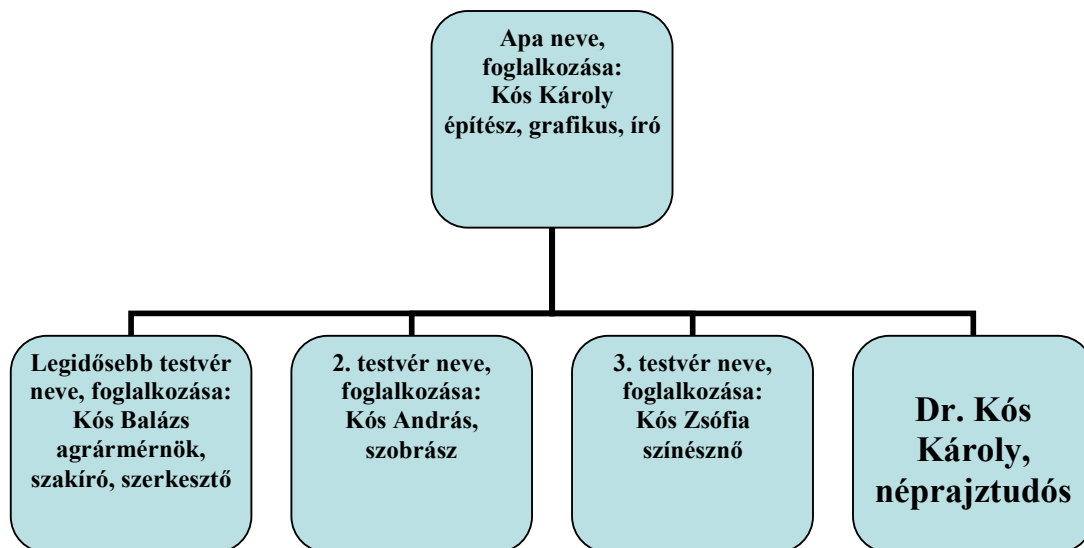 Apa neve,
foglalkozása:
Kós Károly
építész, grafikus, író
Legidősebb testvér
neve, foglalkozása:
Kós Balázs
agrármérnök,
szakíró, szerkesztő
2. testvér neve,
foglalkozása:
Kós András,
szobrász
3. testvér neve,
foglalkozása:
Kós Zsófia
színésznő
Dr. Kós
Károly,
néprajztudós